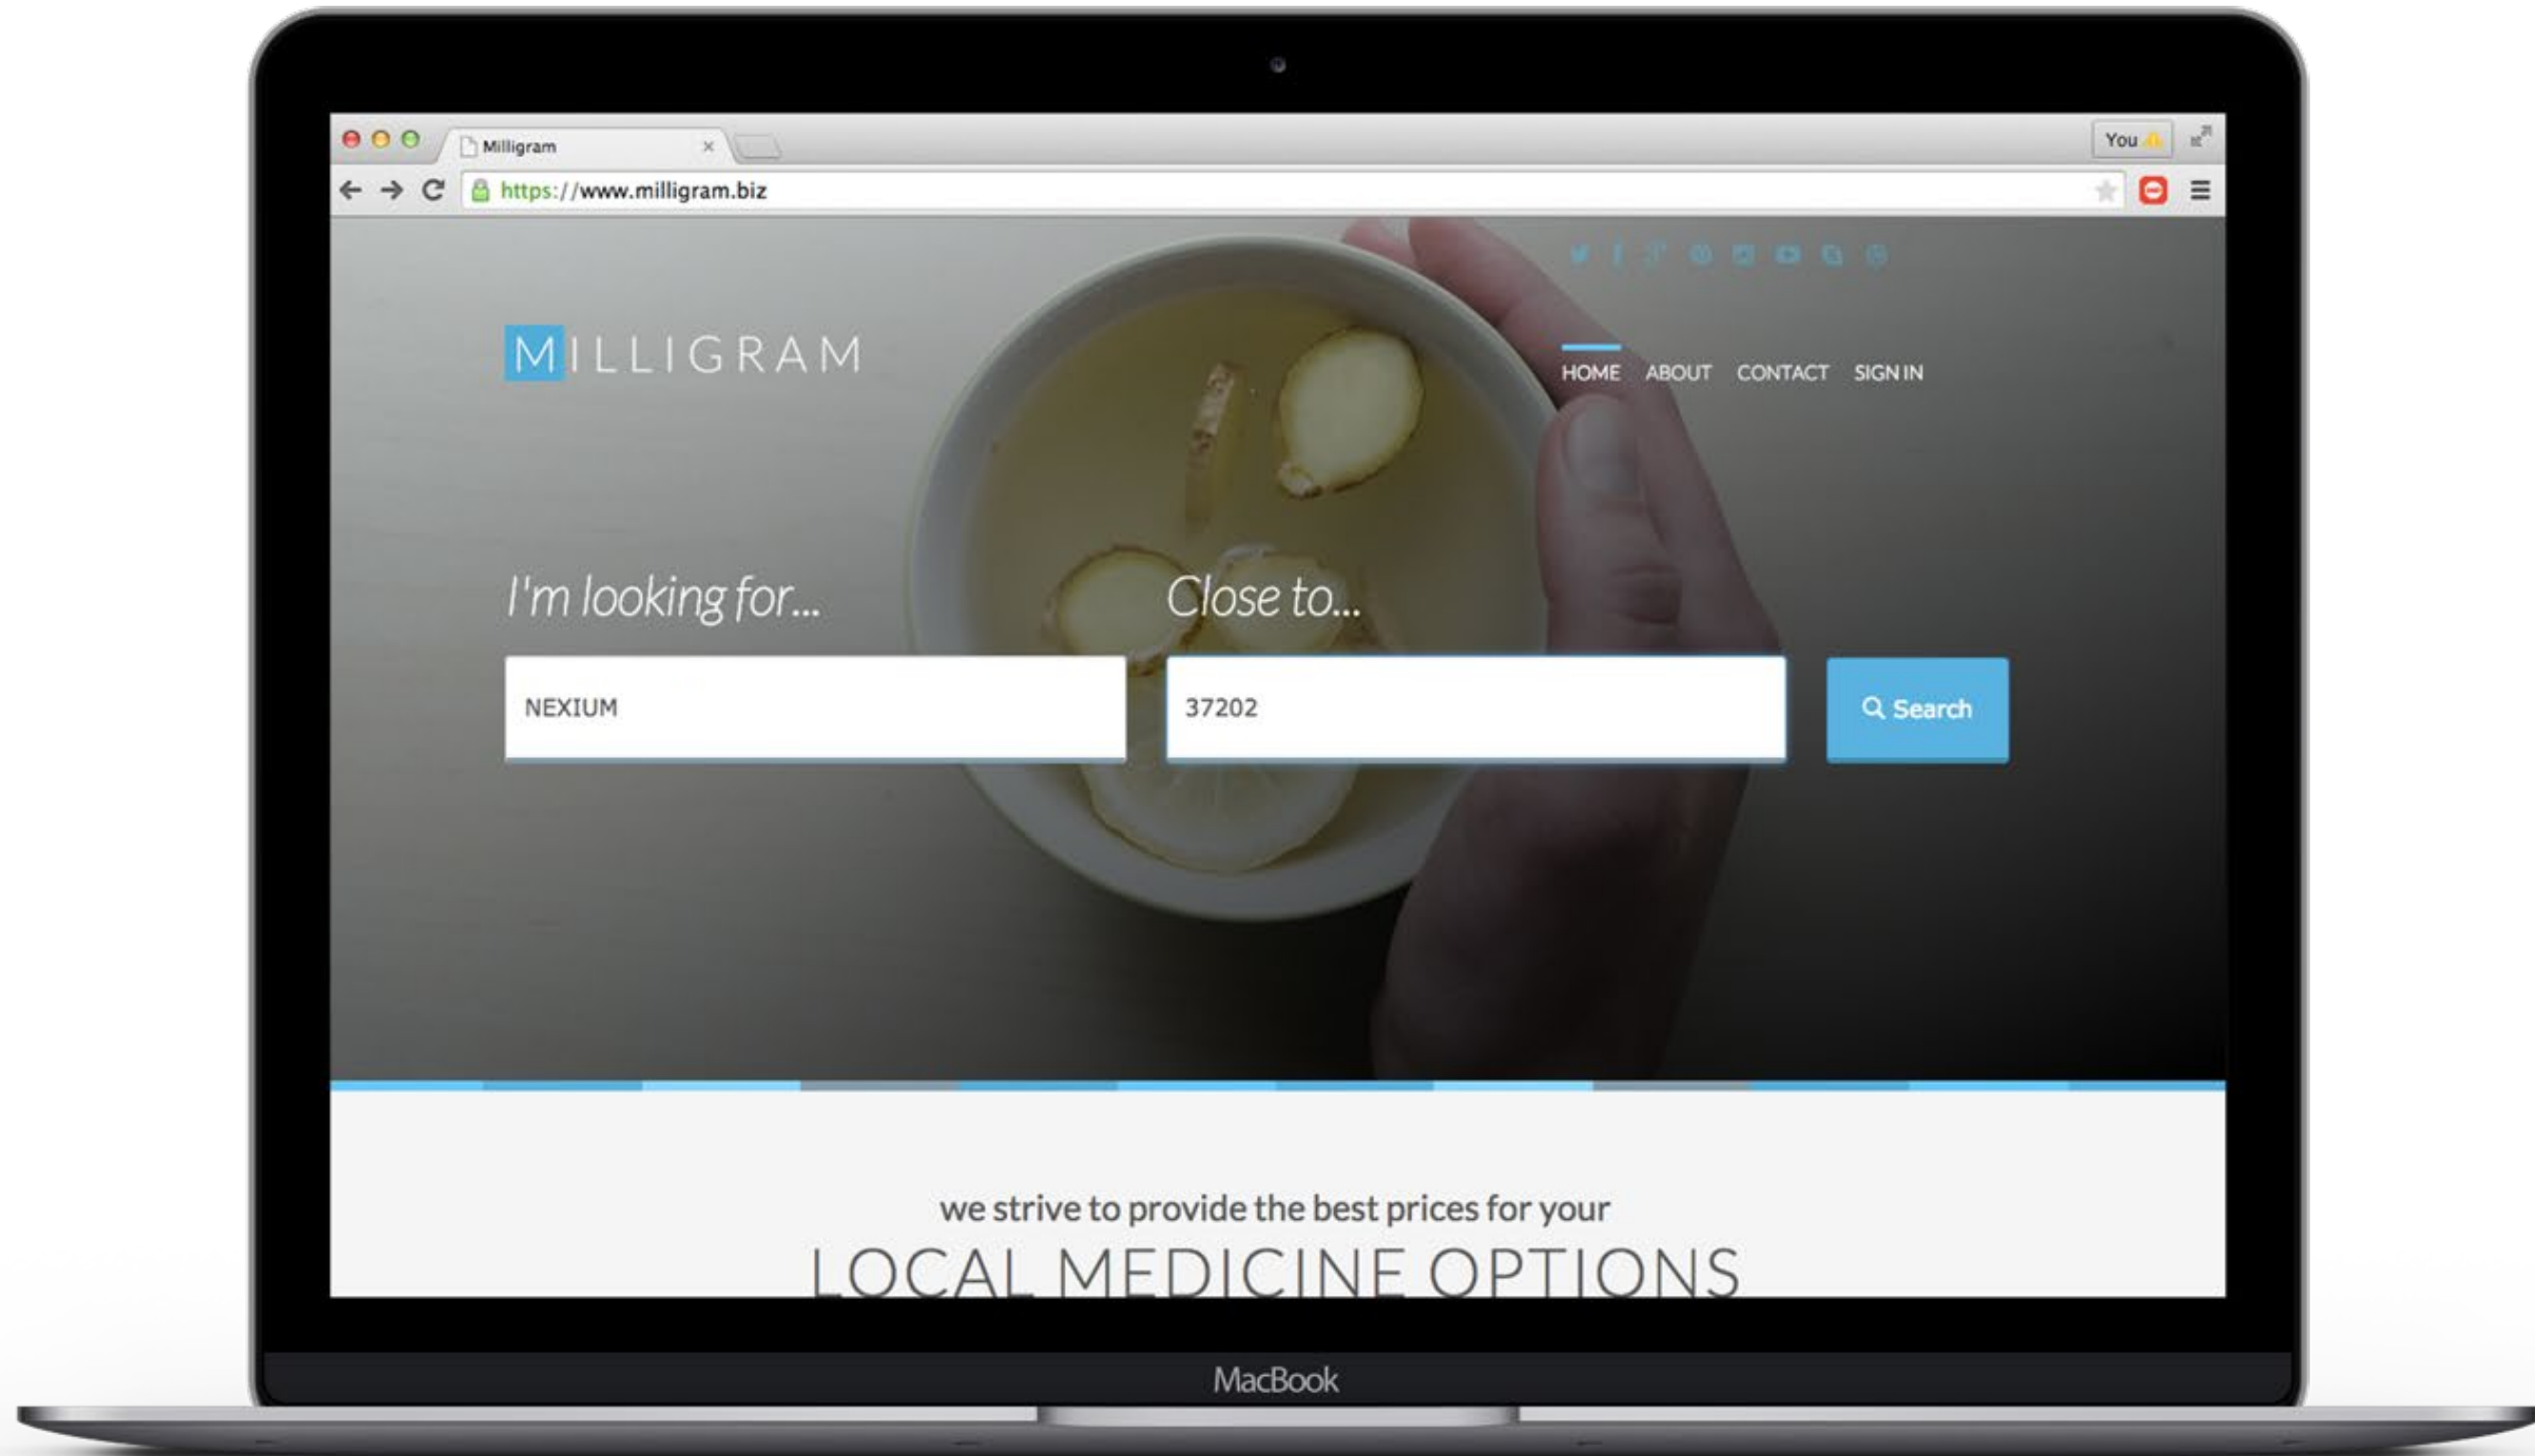 Milligram
You
https://www.milligram.biz
MILLIGRAM
HOME ABOUT CONTACT SIGN IN
I'm looking for... Close to...
NEXIUM 37202 Search
we strive to provide the best prices for your
LOCAL MEDICINE OPTIONS
MacBook